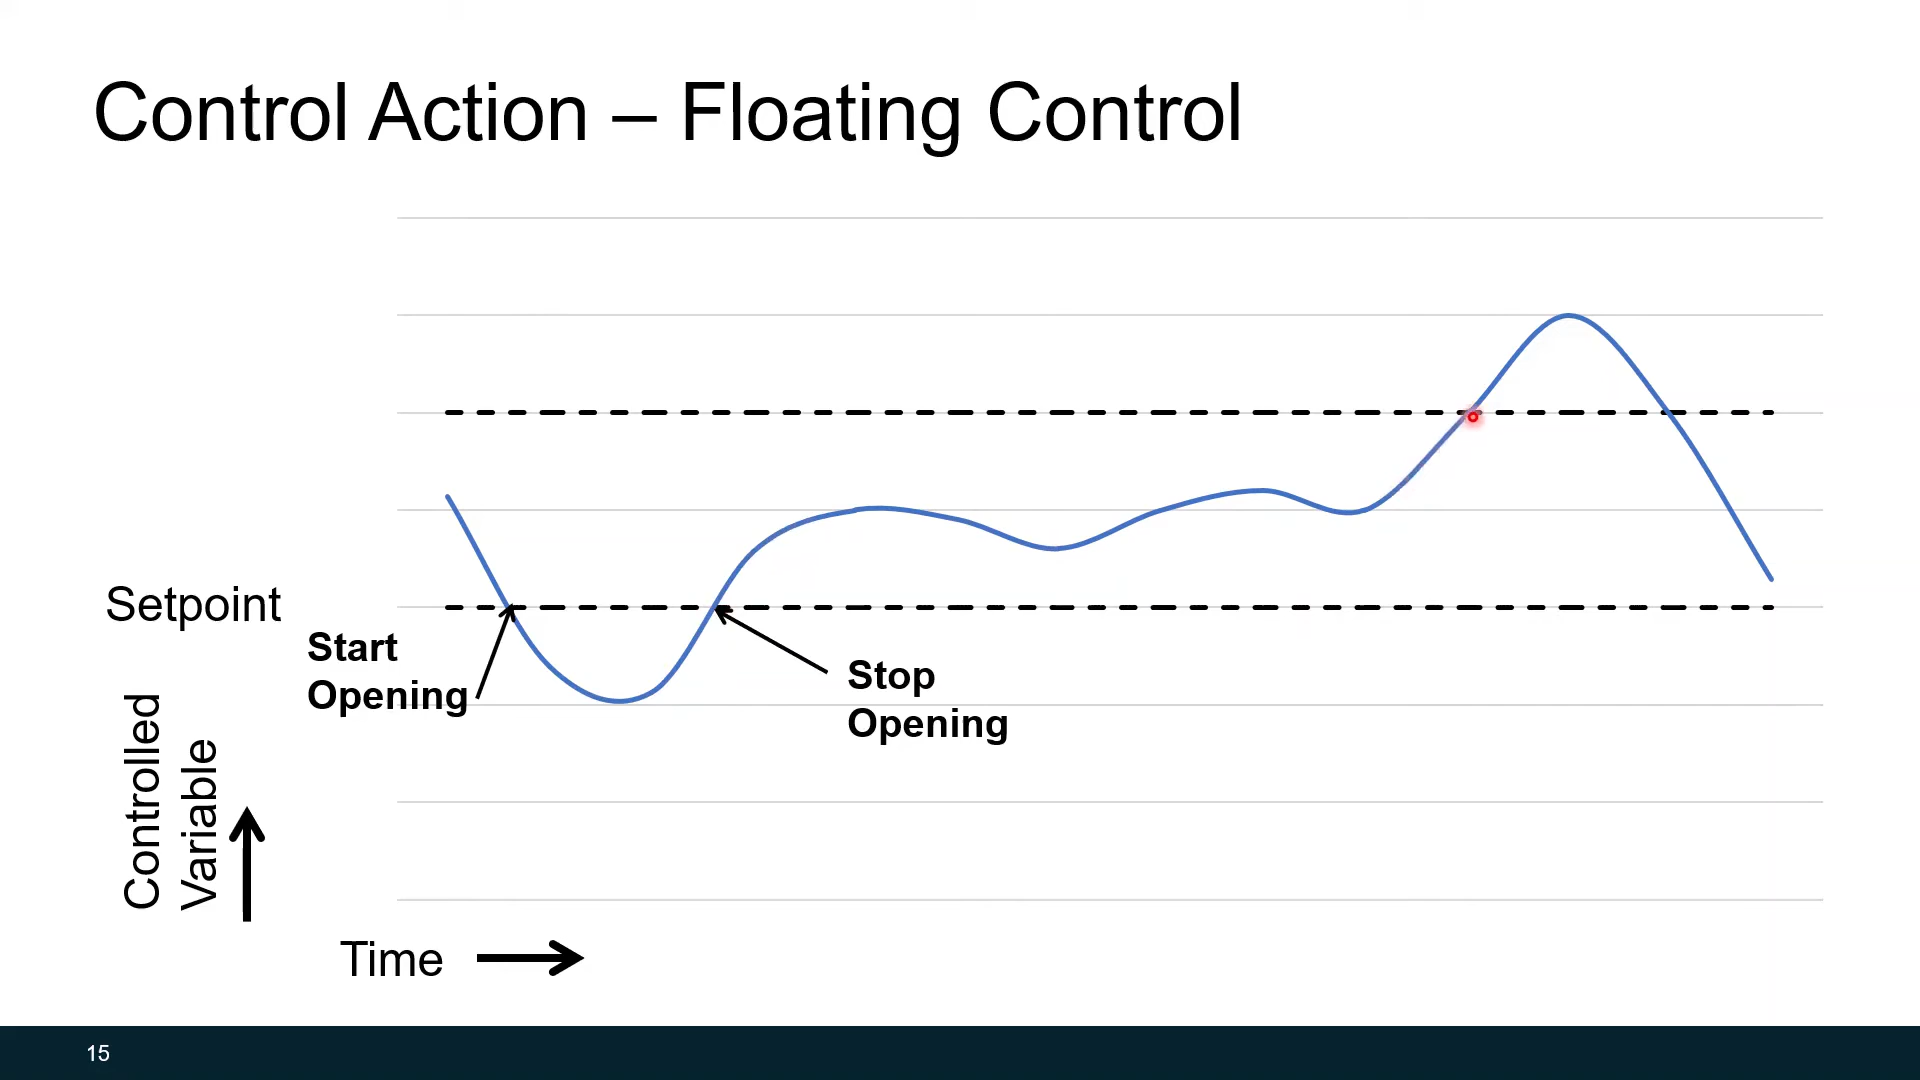 Control Action – Floating Control
Setpoint
Start
Opening
Stop
Opening
Controlled
Variable
Time
15